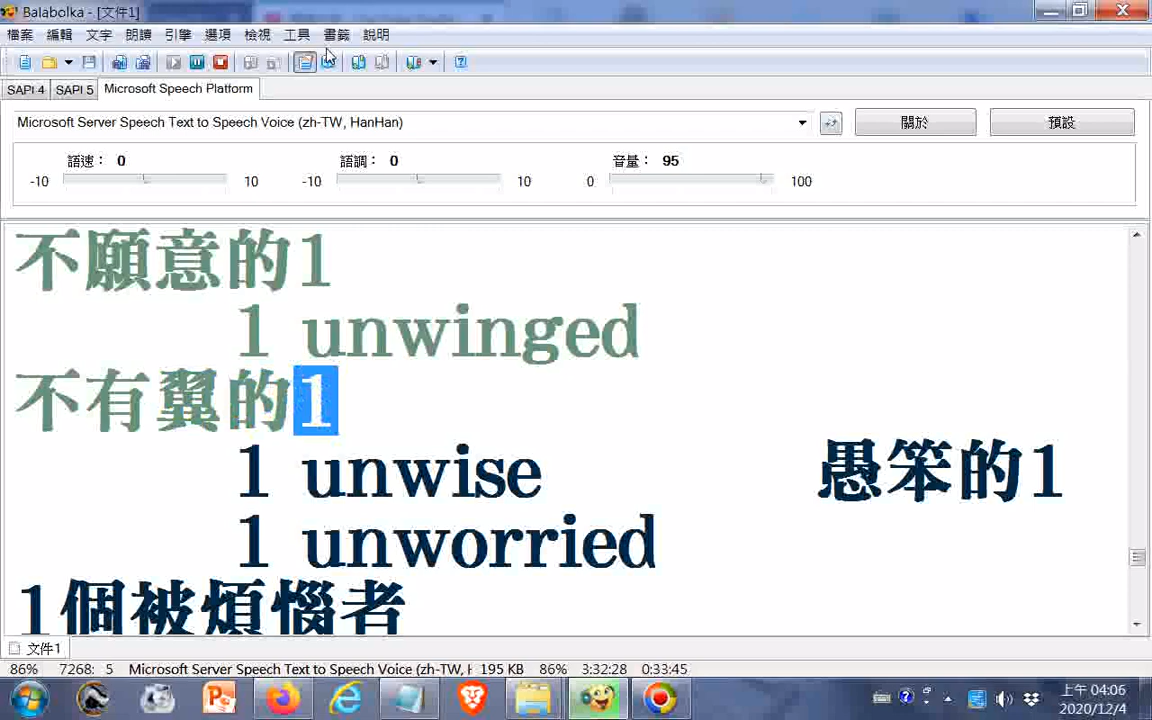 Balabolka - [文件1]
檔案 編輯 文字 朗讀 引擎 選項 檢視 工具 書籤 說明
SAPI 4 SAPI 5 Microsoft Speech Platform
Microsoft Server Speech Text to Speech Voice (zh-TW, HanHan) 關於 預設
語速： 0 語調： 0 音量： 95
-10 10 -10 10 0 100
不願意的1
1 unwinged
不有翼的1
1 unwise 愚笨的1
1 unworried
1個被煩惱者
文件1
86% 7268: 5 Microsoft Server Speech Text to Speech Voice (zh-TW, H 195 KB 86% 3:32:28 0:33:45
上午 04:06
2020/12/4